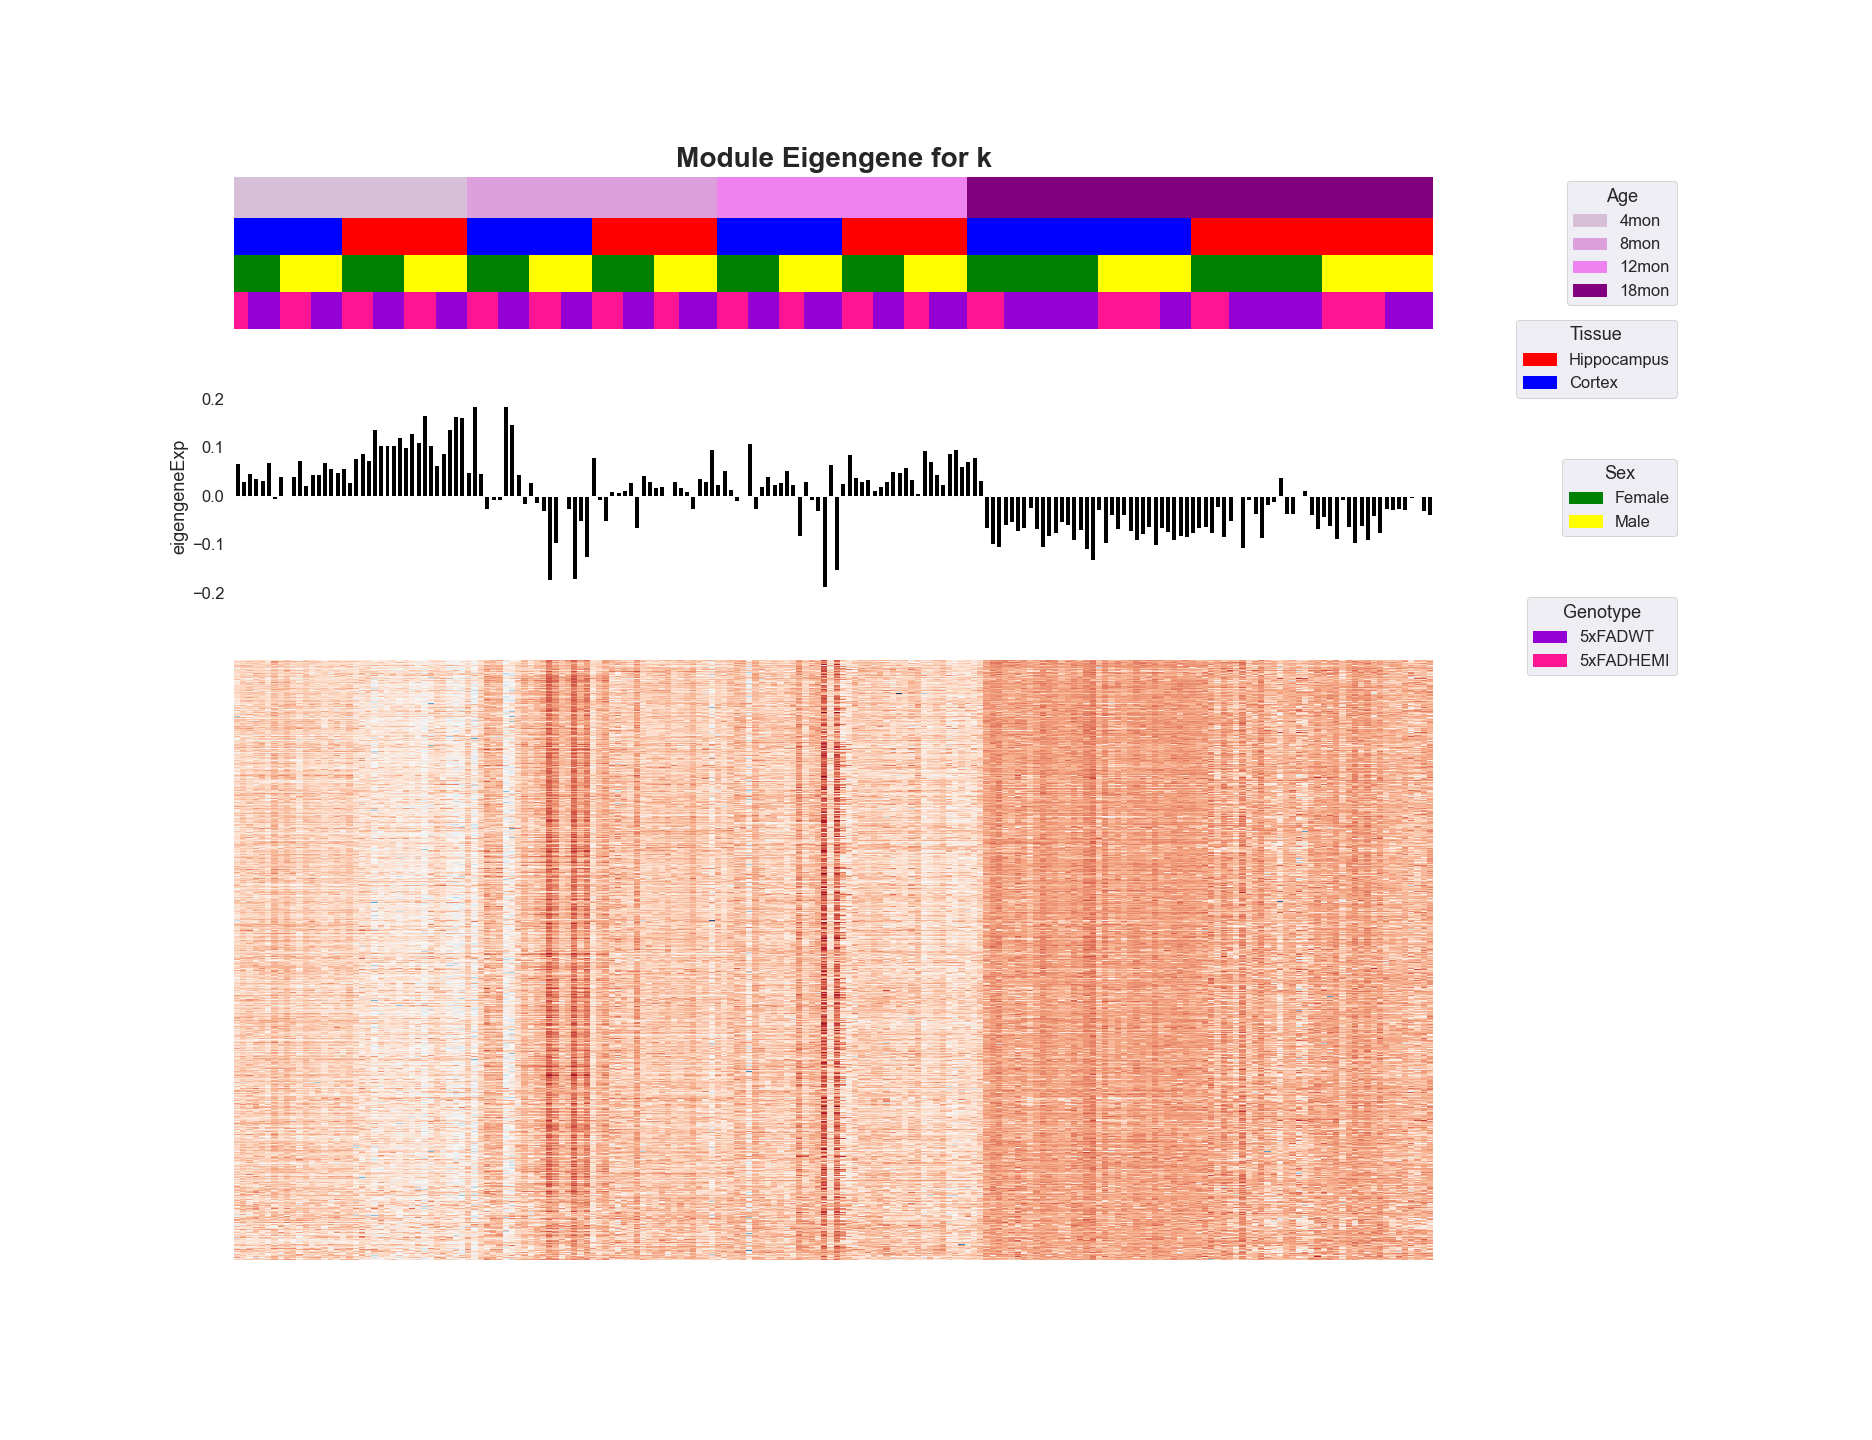 Module Eigengene for k
Age
4mon
8mon
12mon
18mon
Tissue
Hippocampus
Cortex
Sex
Female
Male
Genotype
5xFADWT
5xFADHEMI
eigengeneExp
0.2
0.1
0.0
−0.1
−0.2